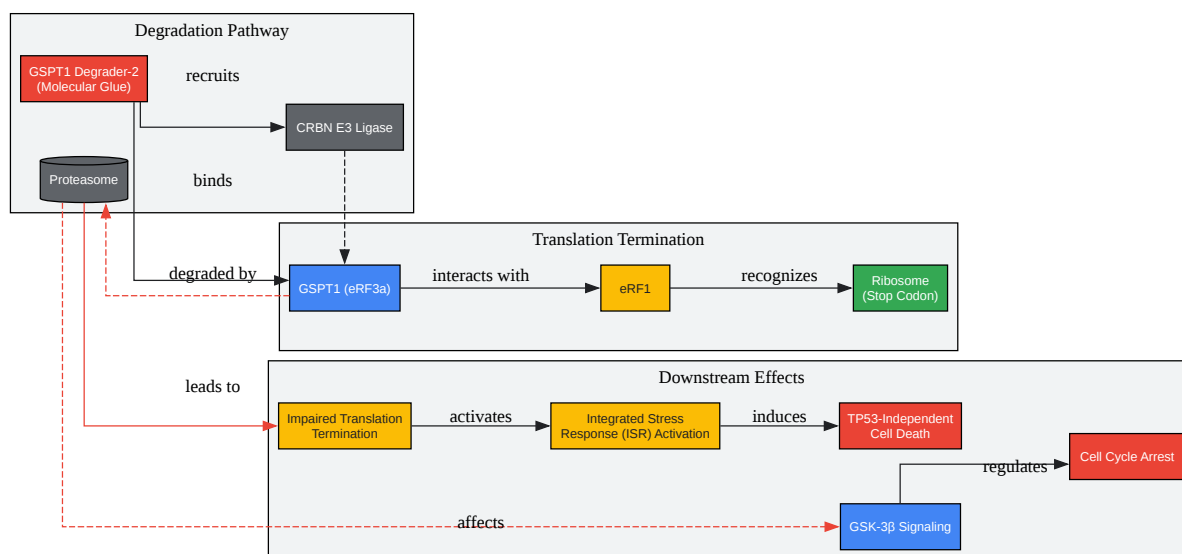 Degradation Pathway
GSPT1 Degrader-2
(Molecular Glue)
recruits
CRBN E3 Ligase
Proteasome
binds
Translation Termination
degraded by
GSPT1 (eRF3a)
interacts with
eRF1
recognizes
Ribosome
(Stop Codon)
Downstream Effects
leads to
Impaired Translation
Termination
activates
Integrated Stress
Response (ISR) Activation
induces
TP53-Independent
Cell Death
regulates
Cell Cycle Arrest
affects
GSK-3β Signaling